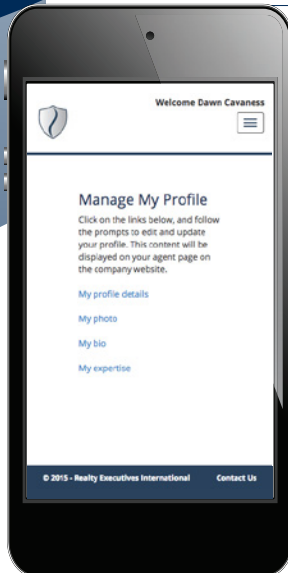 Welcome Dawn Cavaness
Manage My Profile
Click on the links below, and follow
the prompts to edit and update
your profile. This content will be
displayed on your agent page on
the company website.
My profile details
My photo
My bio
My expertise
© 2015 - Realty Executives International Contact Us